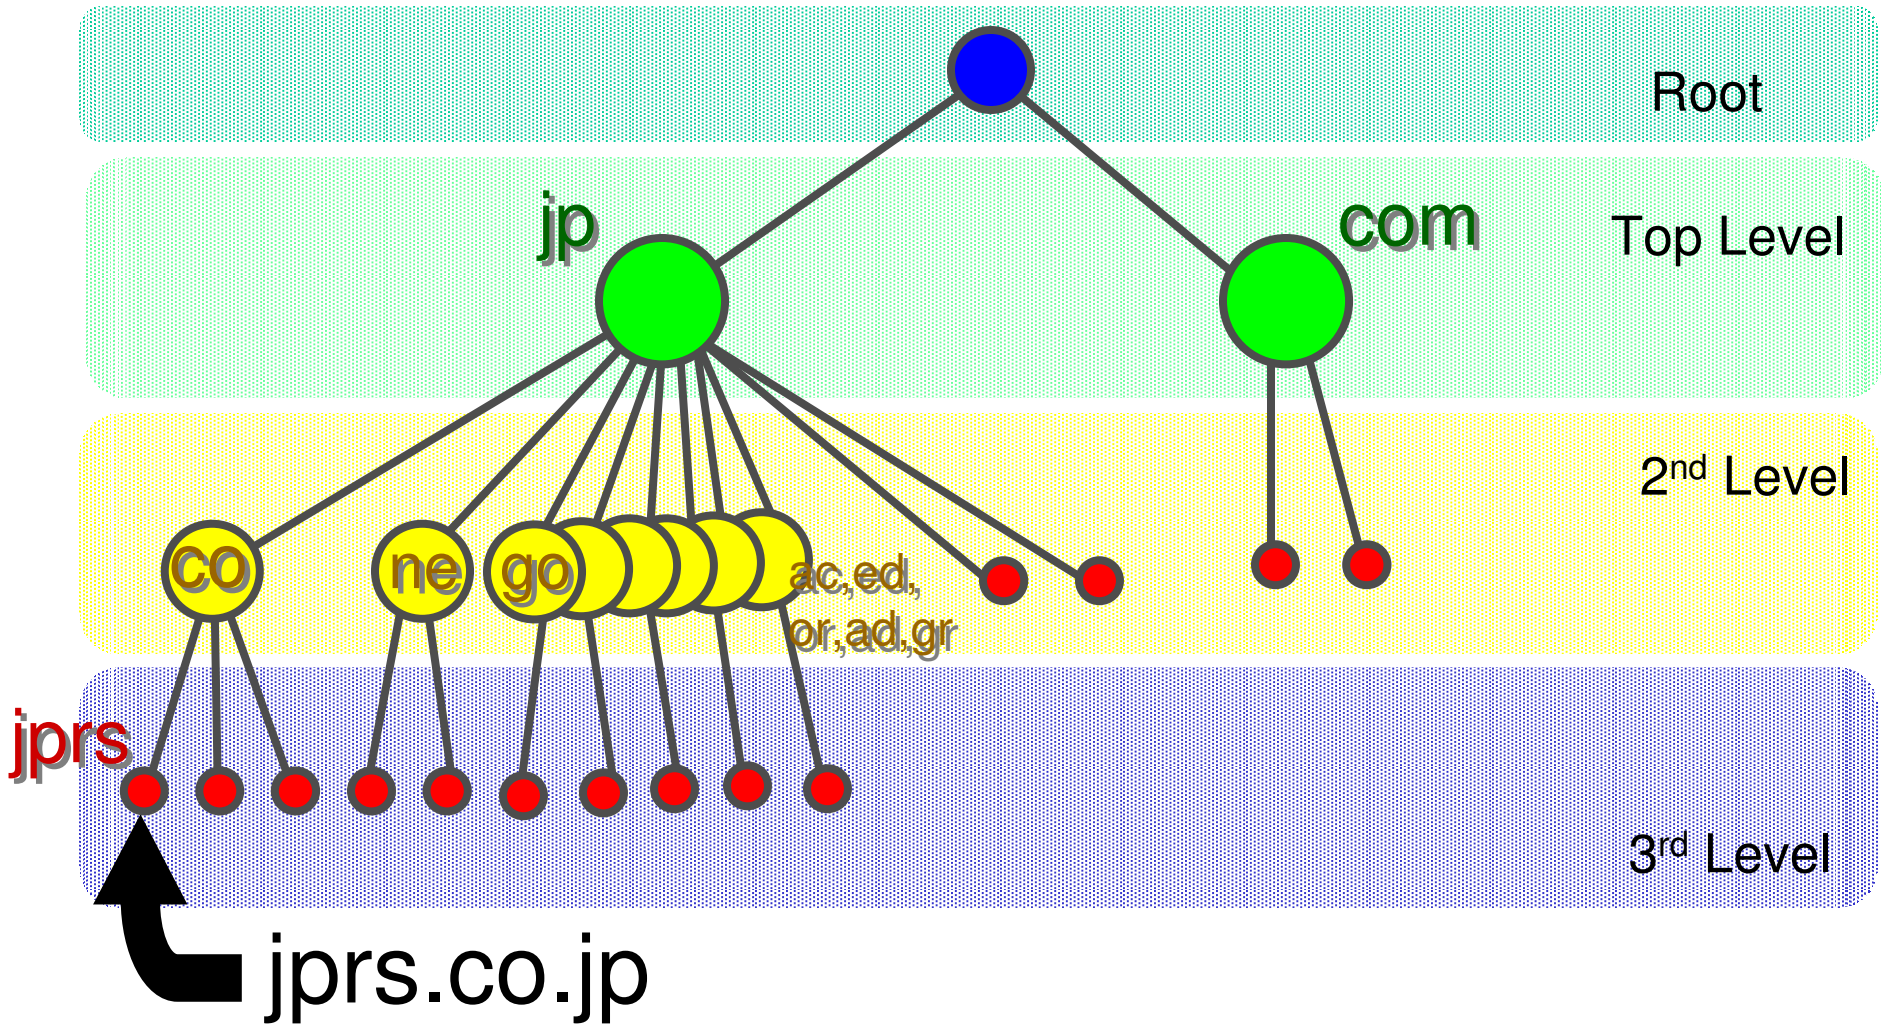 Root
jp
com
Top Level
2nd Level
co
ne
go
ac,ed,
or,ad,gr
jprs
3rd Level
jprs.co.jp